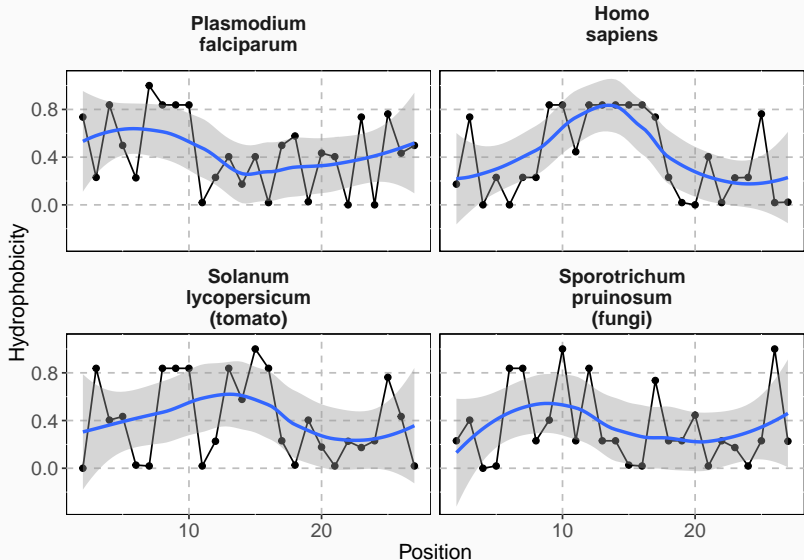 Plasmodium
falciparum
Homo
sapiens
0.8
0.4
0.0
Solanum
lycopersicum
(tomato)
Sporotrichum
pruinosum
(fungi)
0.8
0.4
0.0
10
20
10
20
Hydrophobicity
Position